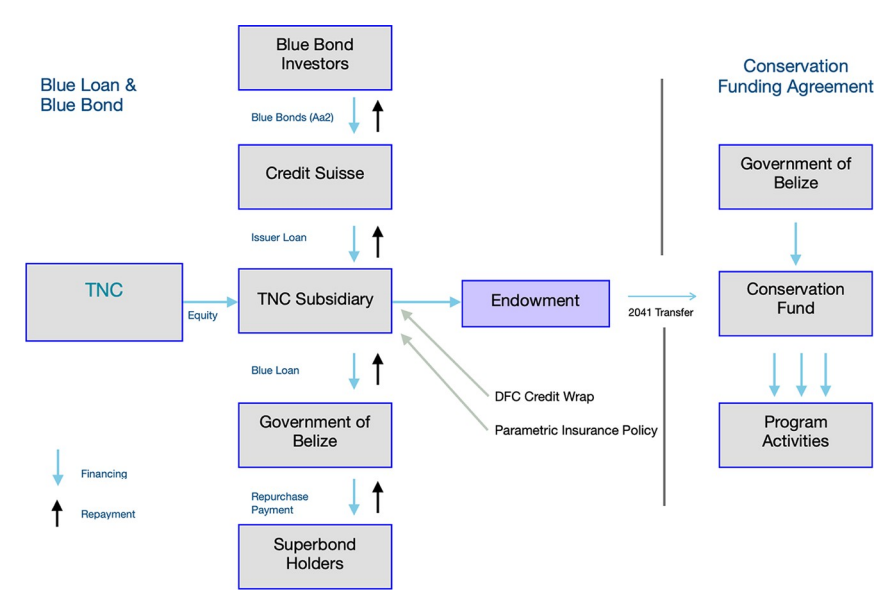 Blue Loan &
Blue Bond
Blue Bond
Investors
Blue Bonds (Aa2)
Credit Suisse
Issuer Loan
TNC
Equity
TNC Subsidiary
Endowment
2041 Transfer
Blue Loan
DFC Credit Wrap
Parametric Insurance Policy
Government of
Belize
Repurchase
Payment
Superbond
Holders
Financing
Repayment
Conservation
Funding Agreement
Government of
Belize
Conservation
Fund
Program
Activities